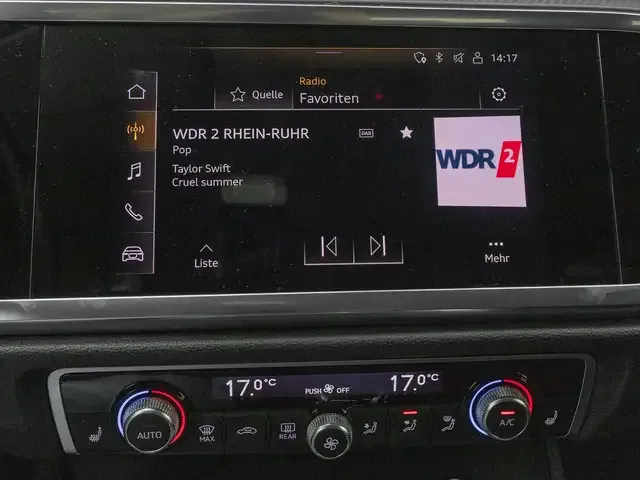 14:17
Radio
Quelle
Favoriten
WDR 2 RHEIN-RUHR
DAB
Pop
Taylor Swift
Cruel summer
WDR 2
Liste
Mehr
17.0°C
PUSH OFF
17.0°C
AUTO
MAX
REAR
A/C